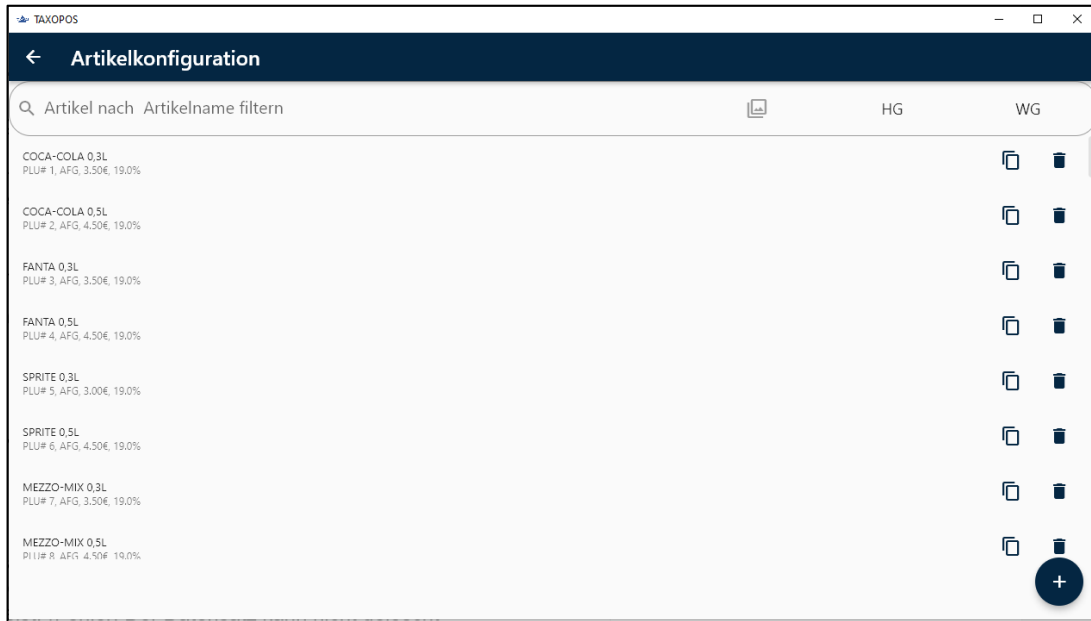 TAXOPOS
Artikelkonfiguration
Artikel nach Artikelname filtern HG WG
COCA-COLA 0,3L
PLU# 1, AFG, 3.50€, 19.0%
COCA-COLA 0,5L
PLU# 2, AFG, 4.50€, 19.0%
FANTA 0,3L
PLU# 3, AFG, 3.50€, 19.0%
FANTA 0,5L
PLU# 4, AFG, 4.50€, 19.0%
SPRITE 0,3L
PLU# 5, AFG, 3.00€, 19.0%
SPRITE 0,5L
PLU# 6, AFG, 4.50€, 19.0%
MEZZO-MIX 0,3L
PLU# 7, AFG, 3.50€, 19.0%
MEZZO-MIX 0,5L
PLU# 8, AFG, 4.50€, 19.0%